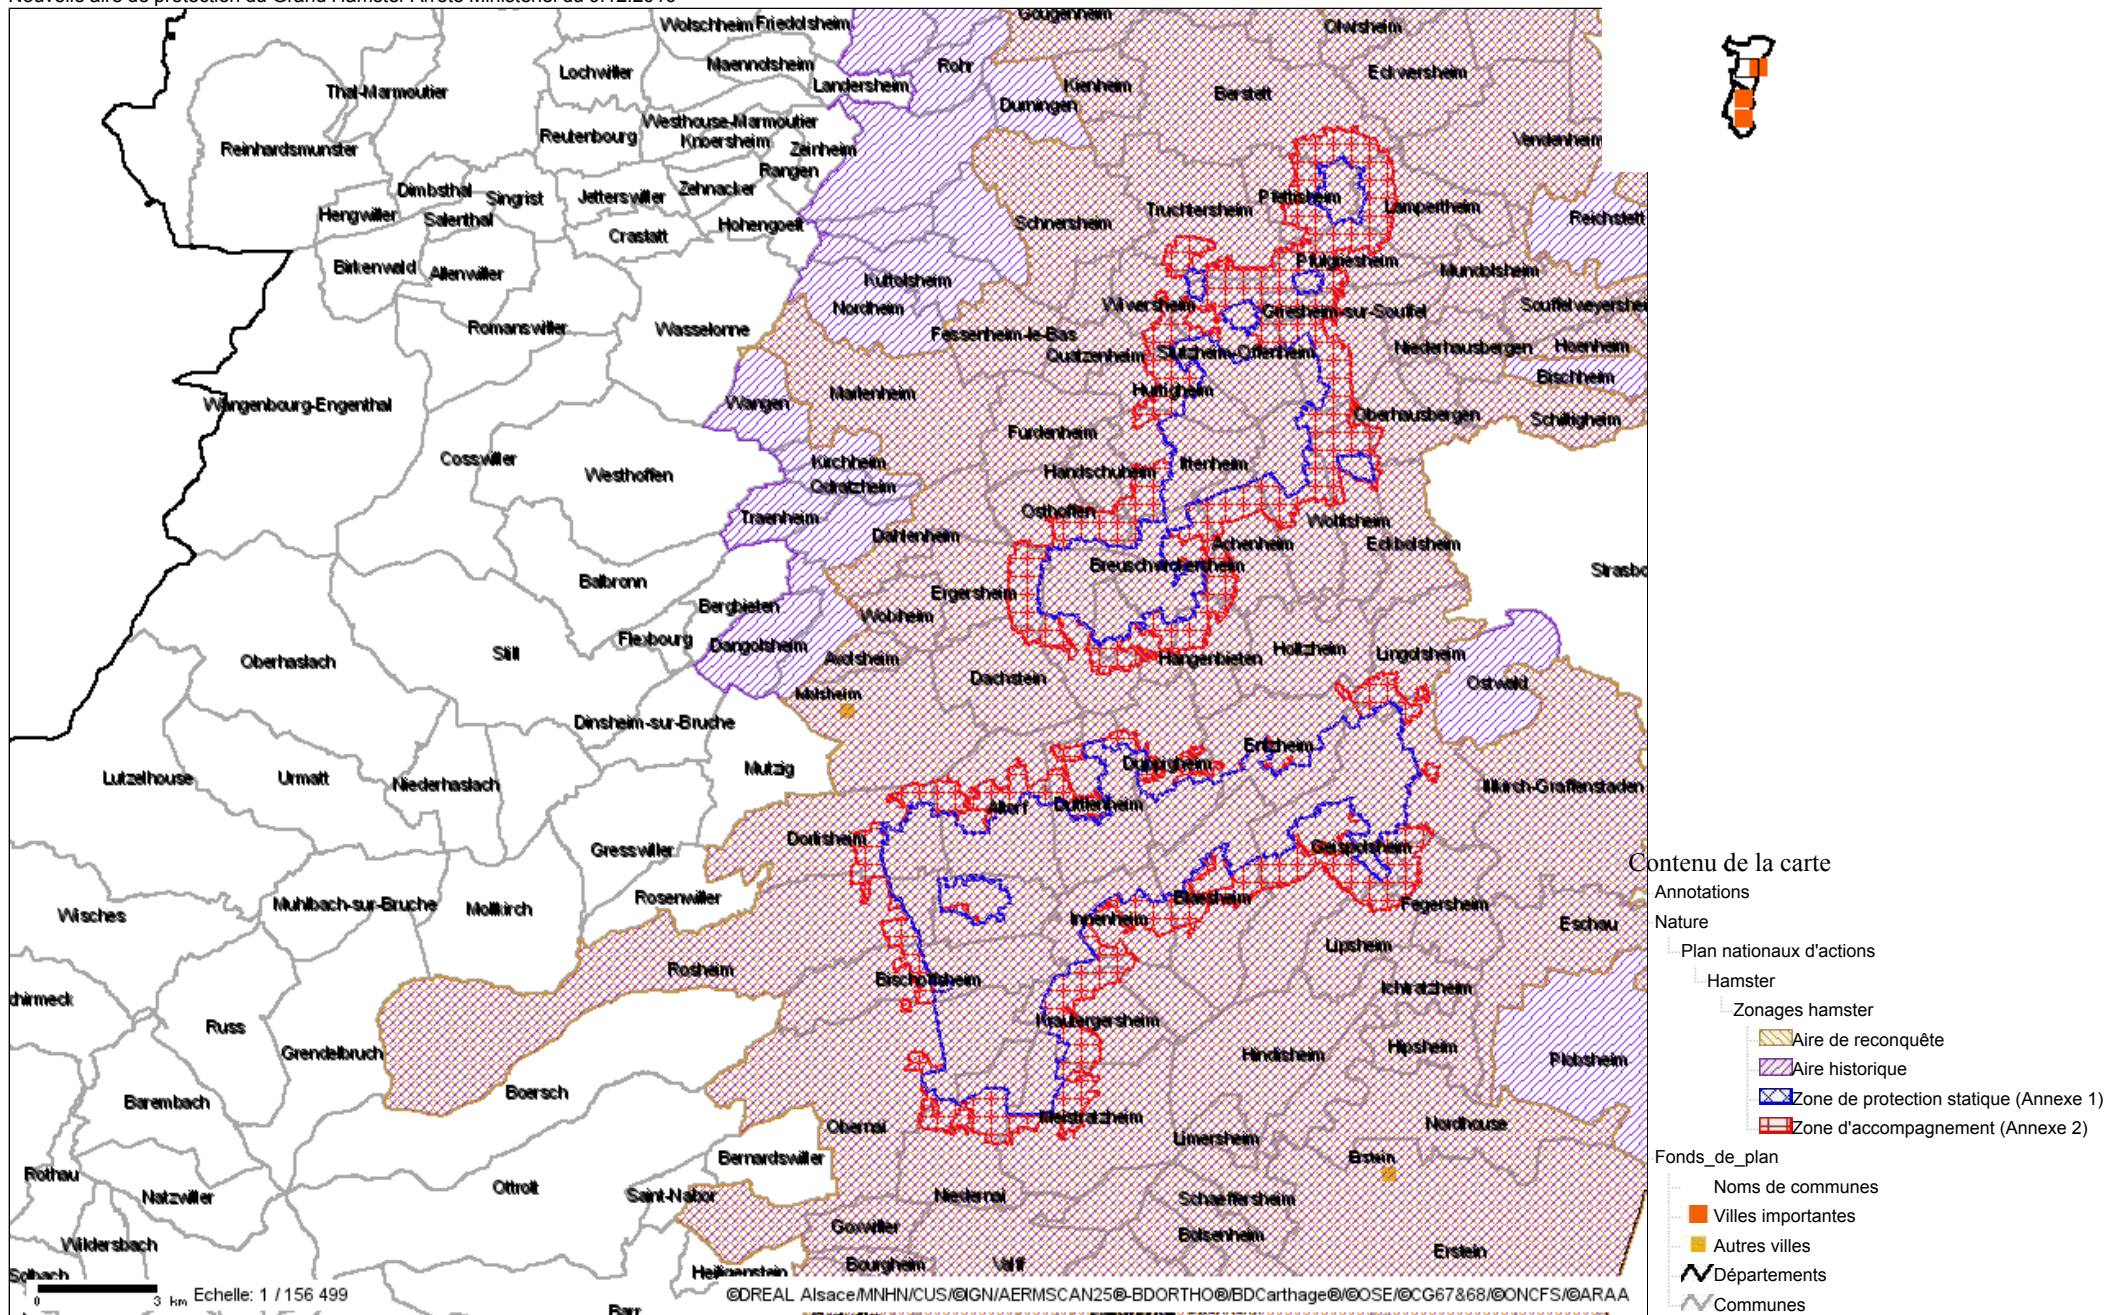 Wolschheim
Friedolsheim
Gougenheim
Olwisheim
Thal-Marmoutier
Lochwiller
Maennolsheim
Landersheim
Rohr
Kienheim
Durningen
Berstett
Eckwersheim
Reinhardsmunster
Reutenbourg
Westhouse-Marmoutier
Knoersheim
Zeinheim
Rangen
Vendenheim
Dimbsthal
Singrist
Jetterswiller
Zehnacker
Hengwiller
Salenthal
Crastatt
Hohengoeft
Schnersheim
Truchtersheim
Pfettisheim
Lampertheim
Reichstett
Birkenwald
Allenwiller
Kuttolsheim
Pfulgriesheim
Mundolsheim
Romanswiller
Wasselonne
Nordheim
Fessenheim-le-Bas
Wiwersheim
Griesheim-sur-Souffel
Souffelweyershei
Quatzenheim
Stutzheim-Offenheim
Niederhausbergen
Hoenheim
Bischheim
Wangenbourg-Engenthal
Wangen
Marlenheim
Hurtigheim
Oberhausbergen
Schiltigheim
Cosswiller
Westhoffen
Kirchheim
Odratzheim
Furdenheim
Handschuheim
Ittenheim
Traenheim
Dahlenheim
Osthoffen
Wolfisheim
Achenheim
Eckbolsheim
Balbronn
Bergbieten
Ergersheim
Breuschwickersheim
Strasbo
Wolxheim
Flexbourg
Dangolsheim
Oberhaslach
Still
Avolsheim
Hangenbieten
Holtzheim
Lingolsheim
Ostwald
Dachstein
Molsheim
Dinsheim-sur-Bruche
Entzheim
Lutzelhouse
Urmatt
Niederhaslach
Mutzig
Duppigheim
Illkirch-Graffenstaden
Altorf
Duttlenheim
Dorlisheim
Gresswiller
Geispolsheim
Wisches
Muhlbach-sur-Bruche
Mollkirch
Rosenwiller
Innenheim
Blaesheim
Fegersheim
Eschau
Lipsheim
Rosheim
Bischoffsheim
Ichtratzheim
chirmeck
Russ
Krautergersheim
Grendelbruch
Hindisheim
Hipsheim
Plobsheim
Boersch
Barembach
Meistratzheim
Obernai
Limersheim
Nordhouse
Bernardswiller
Erstein
Rothau
Natzwiller
Ottrott
Saint-Nabor
Niedernai
Schaeffersheim
Goxwiller
Bolsenheim
Wildersbach
Erstein
Solbach
Heiligenstein
Bourgheim
Valff
Barr
0 3 km
Echelle: 1 / 156 499
©DREAL Alsace/MNHN/CUS/©IGN/AERMSCAN25®-BDORTHO®/BDCarthage®/©OSE/©CG67&68/©ONCFS/©ARAA
Contenu de la carte
Annotations
Nature
Plan nationaux d'actions
Hamster
Zonages hamster
Aire de reconquête
Aire historique
Zone de protection statique (Annexe 1)
Zone d'accompagnement (Annexe 2)
Fonds_de_plan
Noms de communes
Villes importantes
Autres villes
Départements
Communes